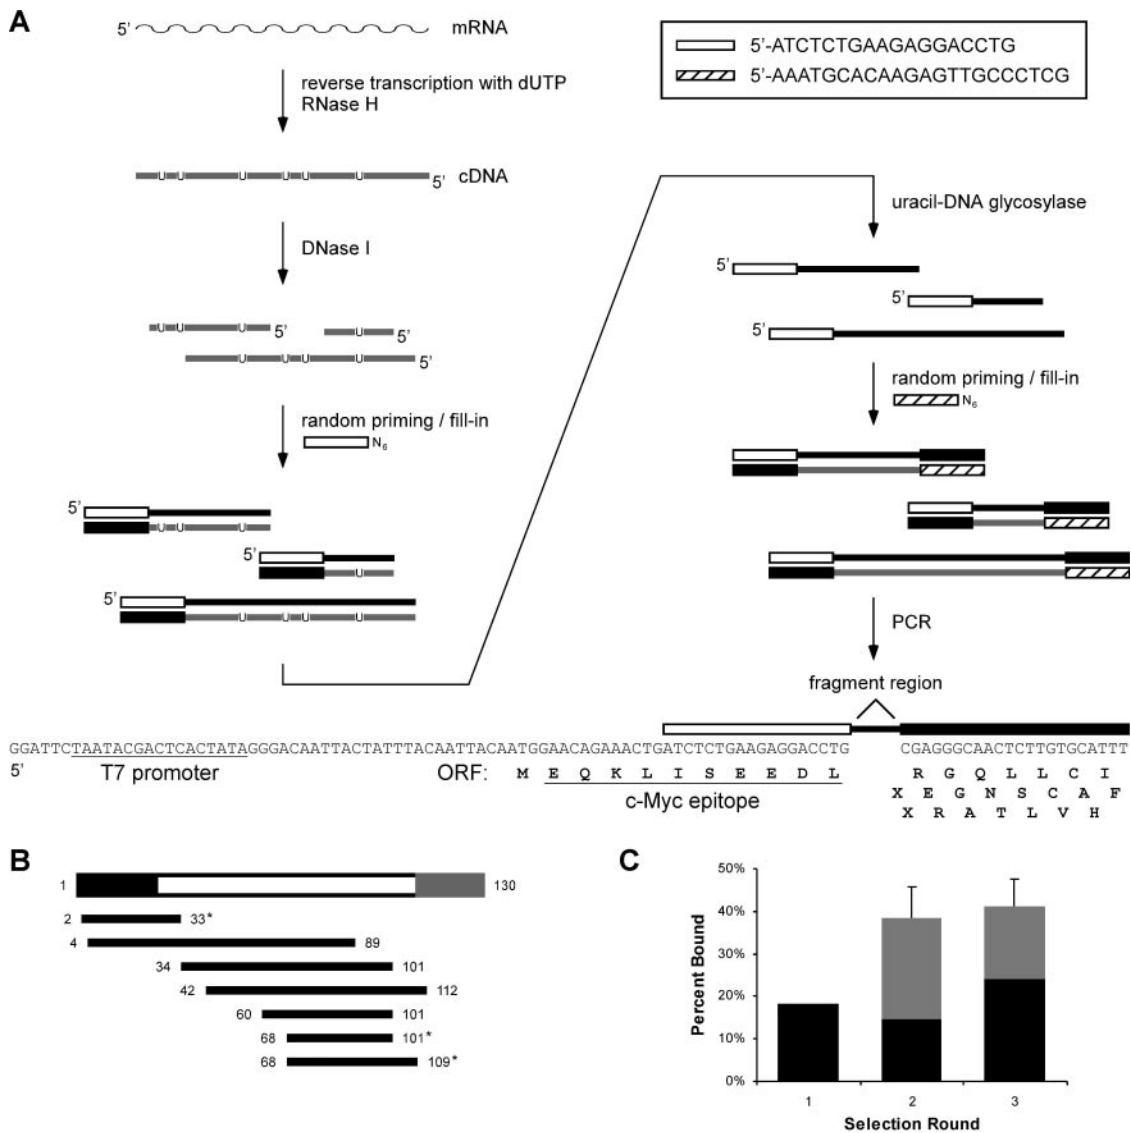 A
5’ mRNA
reverse transcription with dUTP
RNase H
U U U U U U 5’ cDNA
DNase I
U U U 5’ U 5’
U U U U 5’
random priming / fill-in
N6
5’
U U U
5’
U
5’
U U U U
5’-ATCTCTGAAGAGGACCTG
5’-AAATGCACAAGAGTTGCCCTCG
uracil-DNA glycosylase
5’
5’
5’
random priming / fill-in
N6
PCR
fragment region
GGATTCTAATACGACTCACTATAGGGACAATTACTATTTACAATTACAATGGAACAGAAACTGATCTCTGAAGAGGACCTG CGAGGGCAACTCTTGTGCATTT
5’ T7 promoter ORF: M E Q K L I S E E D L R G Q L L C I
X E G N S C A F
c-Myc epitope X R A T L V H
B
1 130
2 33*
4 89
34 101
42 112
60 101
68 101*
68 109*
C
50%
40%
30%
20%
10%
0%
Percent Bound
1 2 3
Selection Round